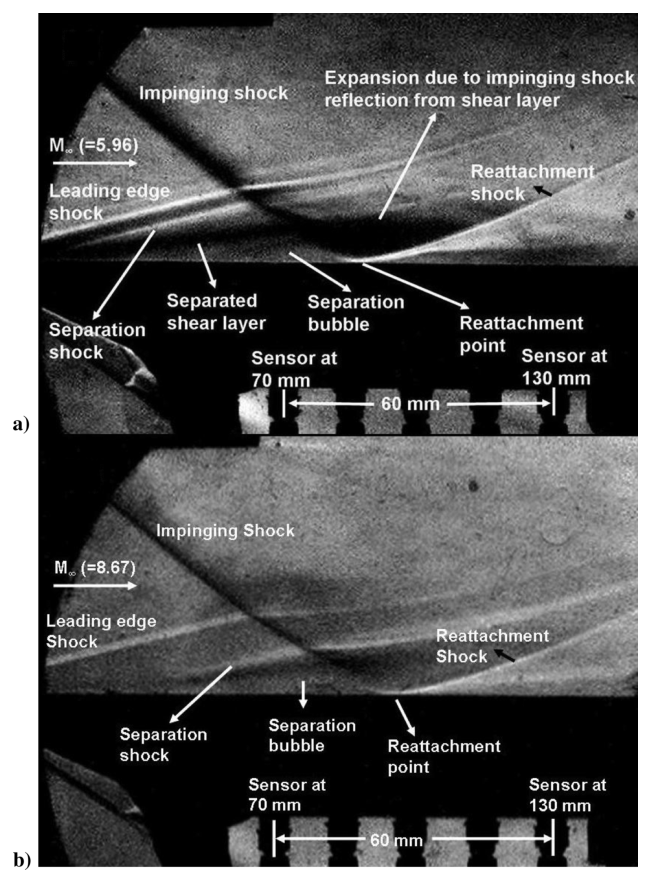 Impinging shock
Expansion due to impinging shock
reflection from shear layer
M∞ (=5.96)
Leading edge
shock
Reattachment
shock
Separation
shock
Separated
shear layer
Separation
bubble
Reattachment
point
Sensor at
70 mm
60 mm
Sensor at
130 mm
a)
Impinging Shock
M∞ (=8.67)
Leading edge
Shock
Reattachment
Shock
Separation
shock
Separation
bubble
Reattachment
point
Sensor at
70 mm
60 mm
Sensor at
130 mm
b)